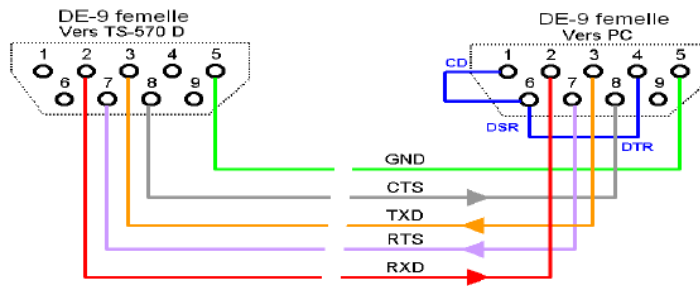 DE-9 femelle
Vers TS-570 D
1 2 3 4 5
6 7 8 9
DE-9 femelle
Vers PC
CD 1 2 3 4 5
6 7 8 9
DSR
DTR
GND
CTS
TXD
RTS
RXD